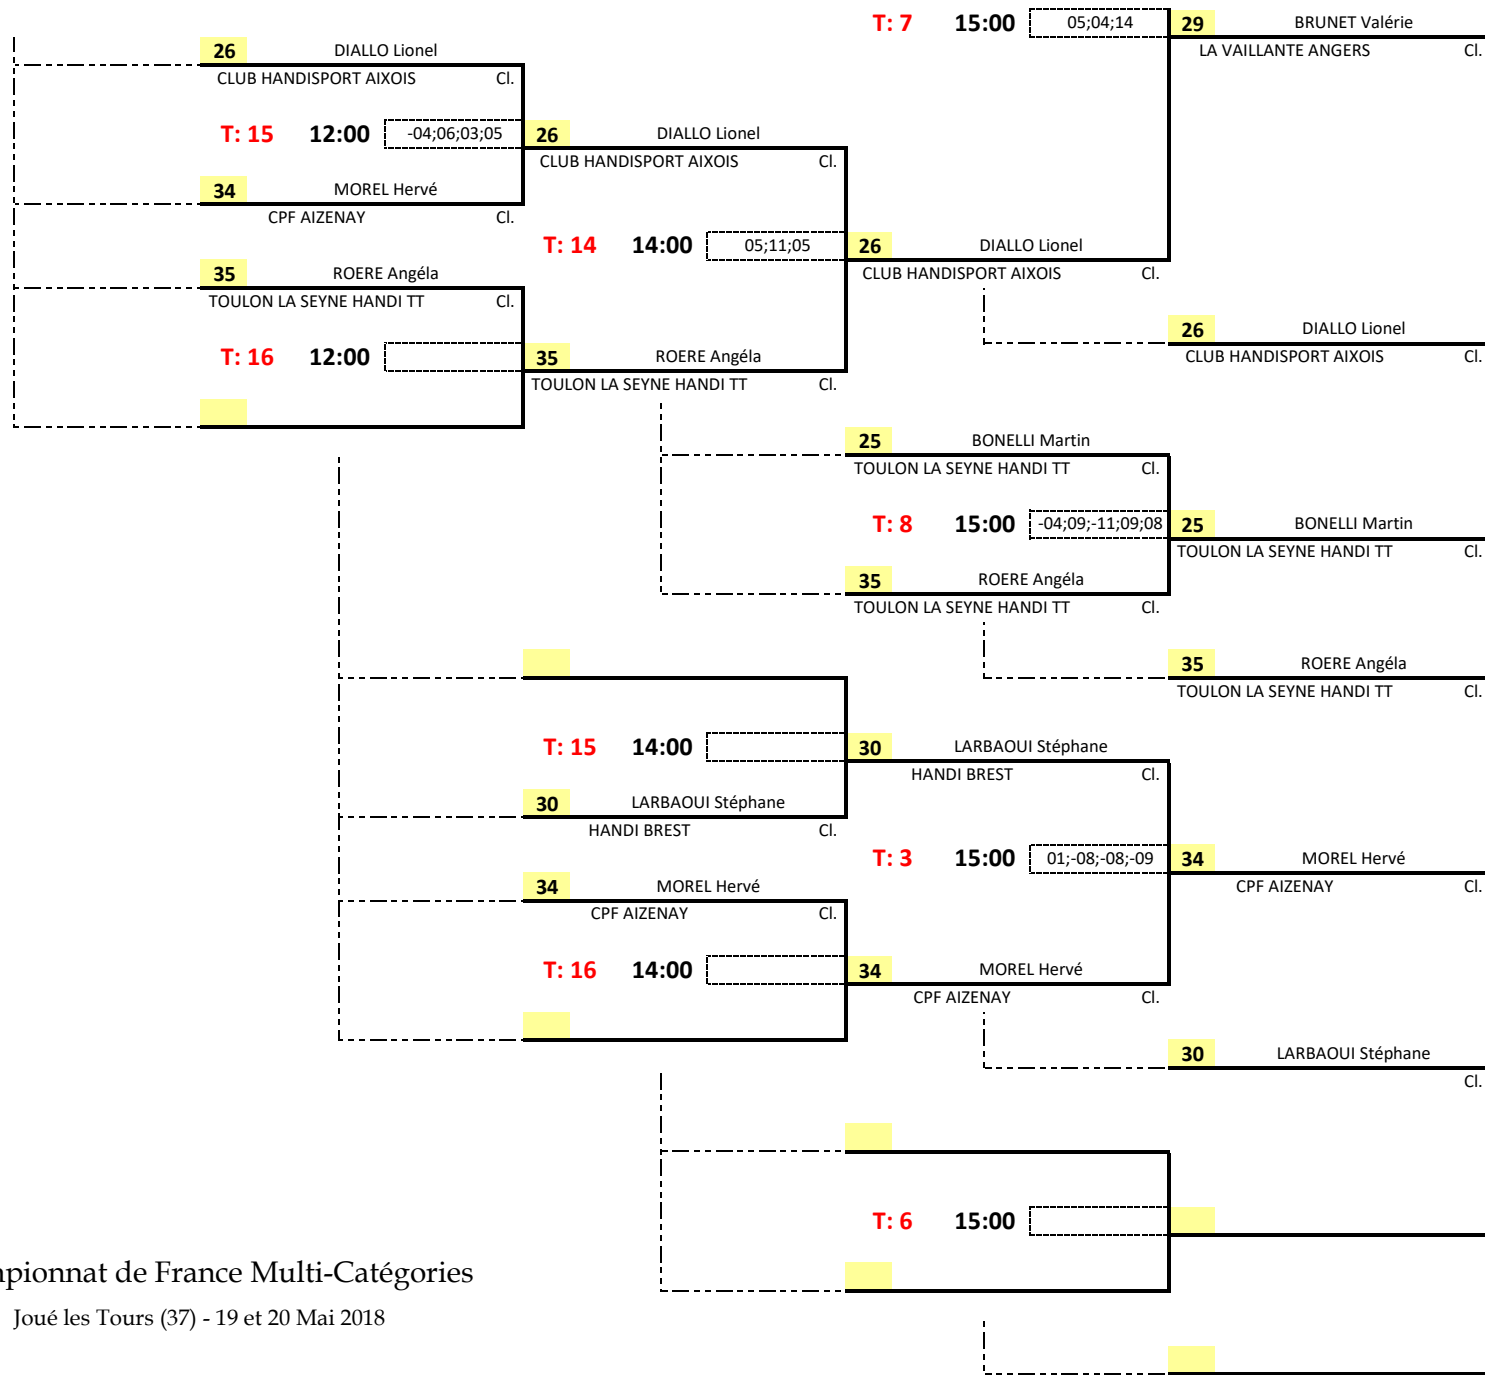 T: 7 15:00 05;04;14 29 BRUNET Valérie
LA VAILLANTE ANGERS Cl.
26 DIALLO Lionel
CLUB HANDISPORT AIXOIS Cl.
T: 15 12:00 -04;06;03;05 26 DIALLO Lionel
CLUB HANDISPORT AIXOIS Cl.
34 MOREL Hervé
CPF AIZENAY Cl.
T: 14 14:00 05;11;05 26 DIALLO Lionel
CLUB HANDISPORT AIXOIS Cl.
35 ROERE Angéla
TOULON LA SEYNE HANDI TT Cl.
26 DIALLO Lionel
CLUB HANDISPORT AIXOIS Cl.
T: 16 12:00 35 ROERE Angéla
TOULON LA SEYNE HANDI TT Cl.
25 BONELLI Martin
TOULON LA SEYNE HANDI TT Cl.
T: 8 15:00 -04;09;-11;09;08 25 BONELLI Martin
TOULON LA SEYNE HANDI TT Cl.
35 ROERE Angéla
TOULON LA SEYNE HANDI TT Cl.
35 ROERE Angéla
TOULON LA SEYNE HANDI TT Cl.
T: 15 14:00 30 LARBAOUI Stéphane
HANDI BREST Cl.
30 LARBAOUI Stéphane
HANDI BREST Cl.
T: 3 15:00 01;-08;-08;-09 34 MOREL Hervé
CPF AIZENAY Cl.
34 MOREL Hervé
CPF AIZENAY Cl.
T: 16 14:00 34 MOREL Hervé
CPF AIZENAY Cl.
30 LARBAOUI Stéphane
Cl.
T: 6 15:00
pionnat de France Multi-Catégories
Joué les Tours (37) - 19 et 20 Mai 2018